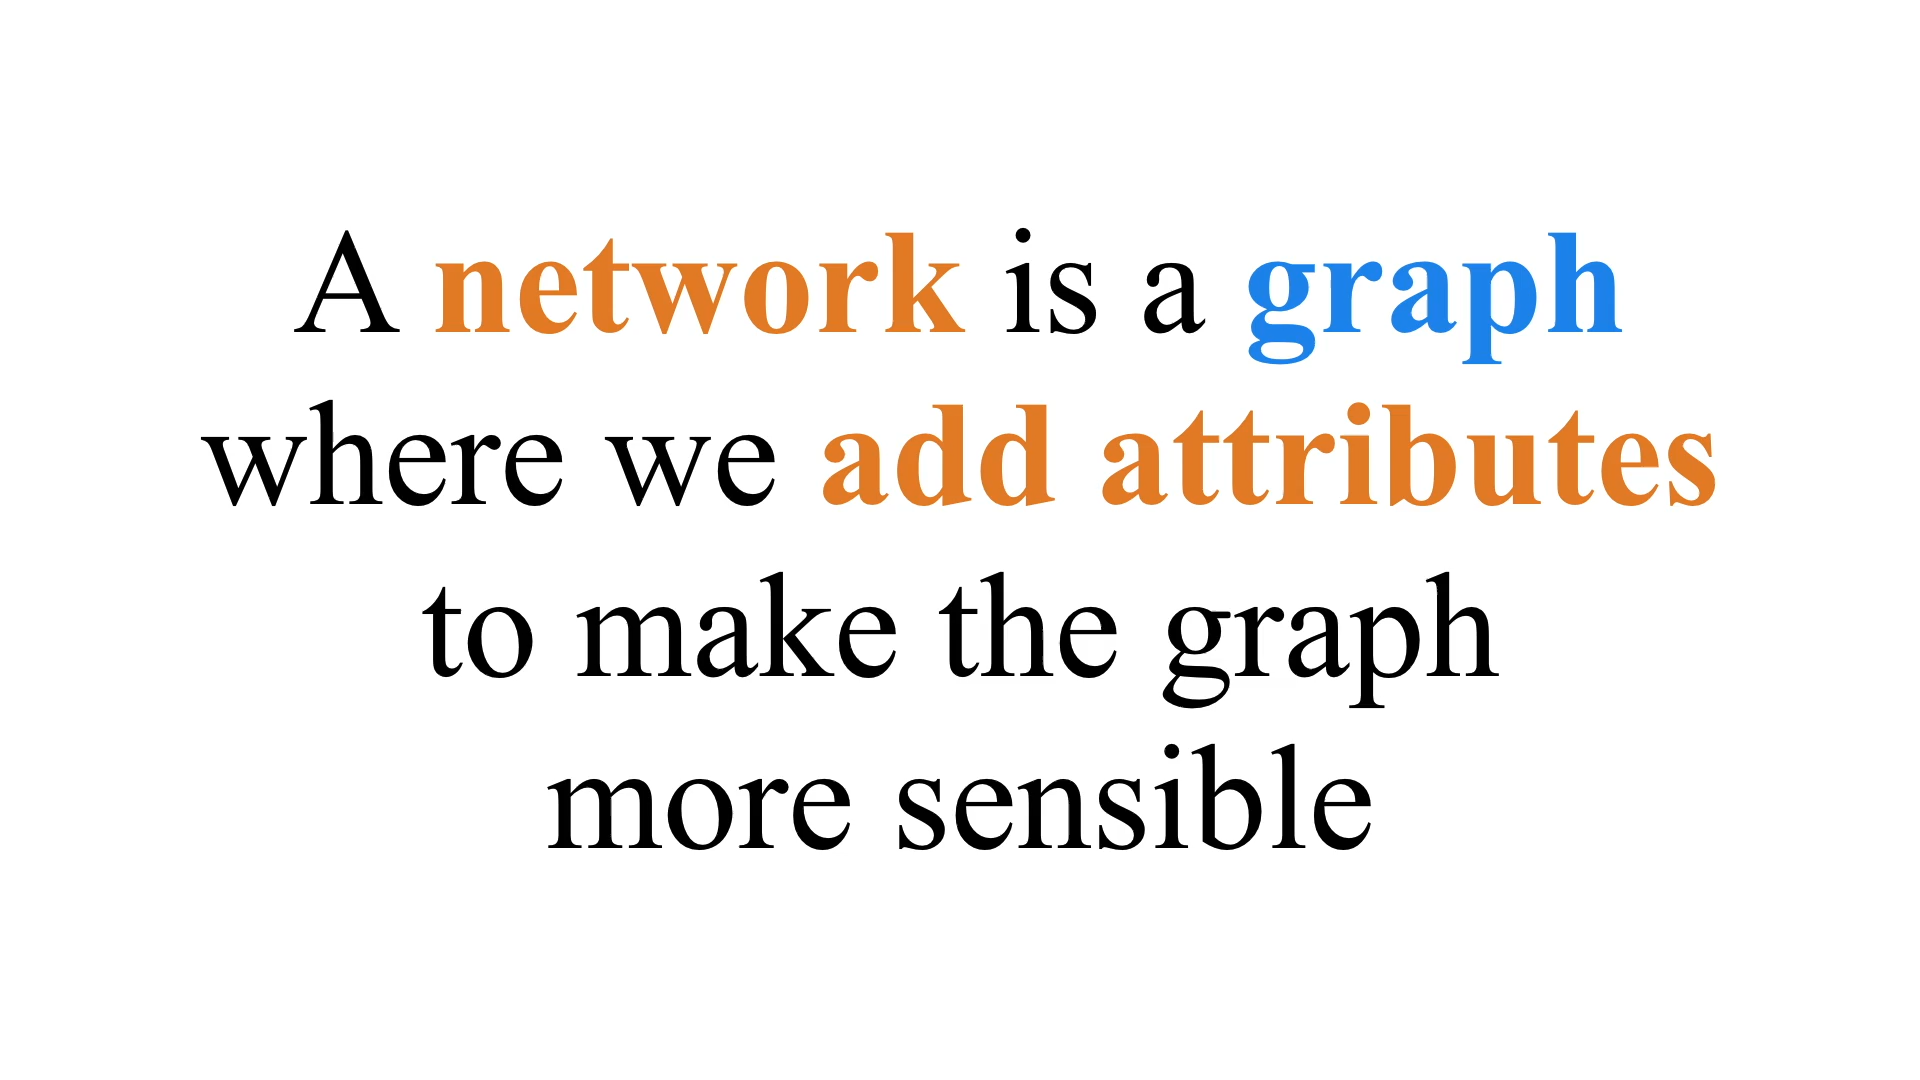 A network is a graph
where we add attributes
to make the graph
more sensible